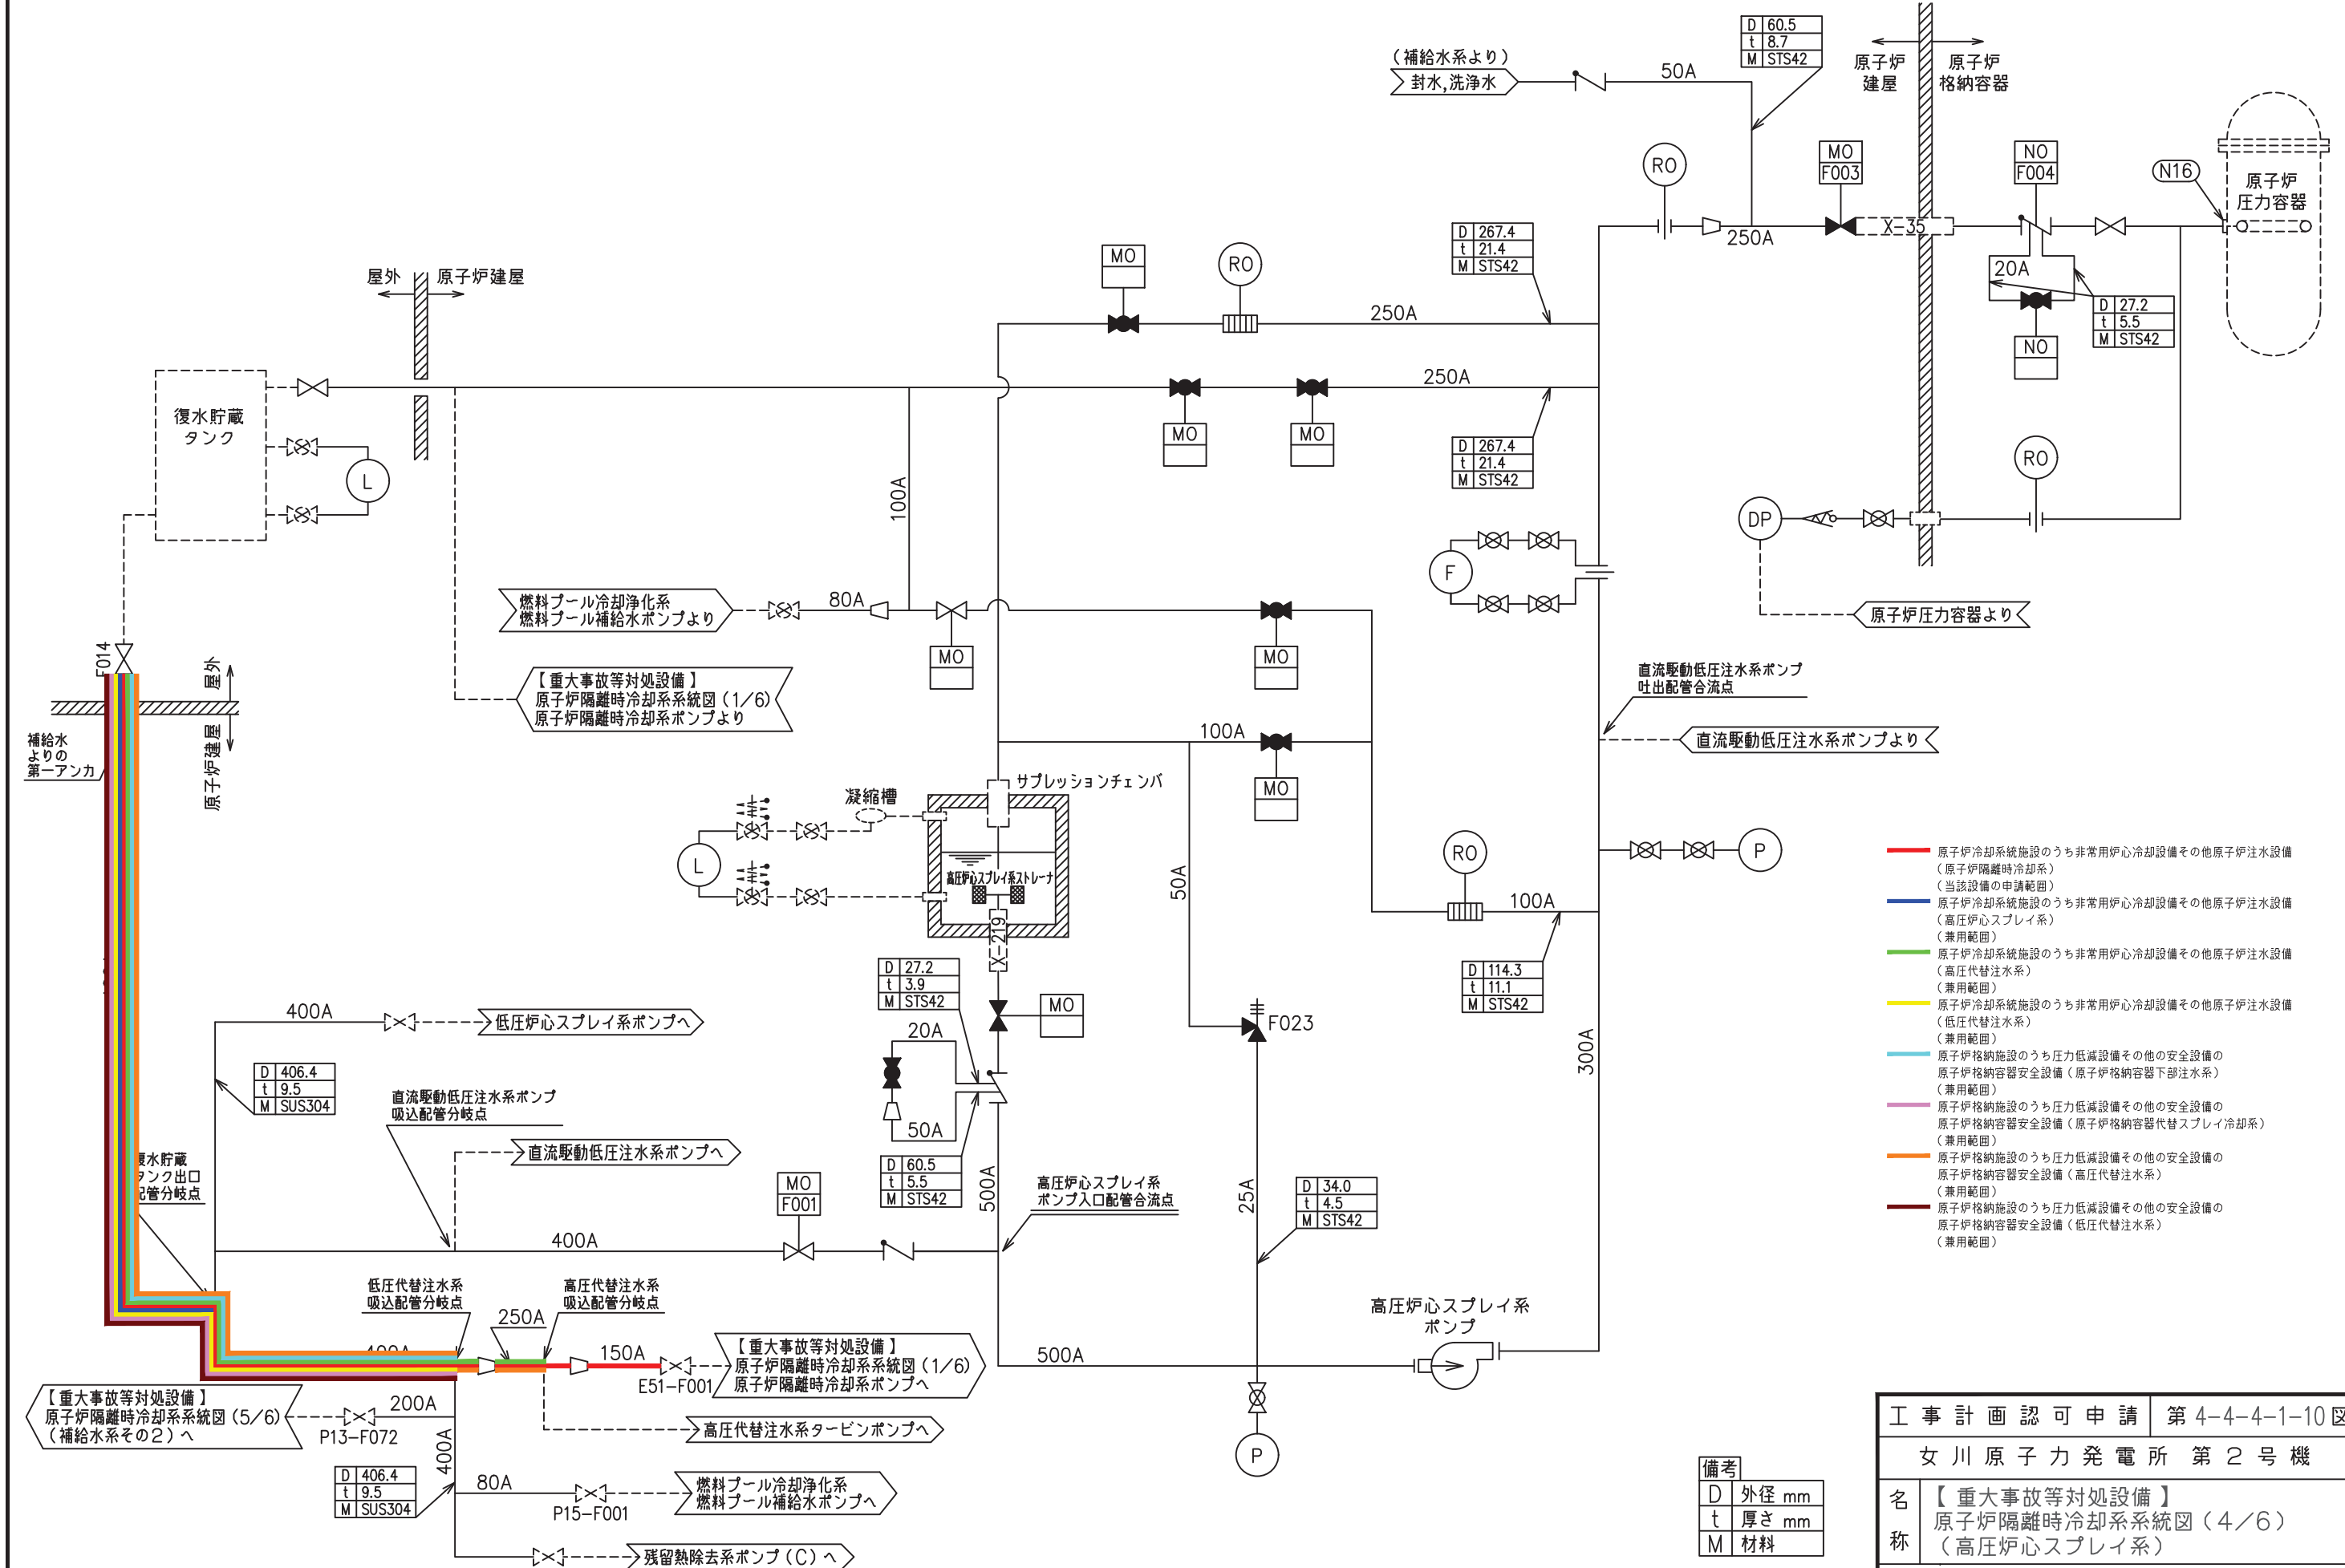 (補給水系より)
封水,洗浄水
50A
D 60.5
t 8.7
M STS42
原子炉
建屋
原子炉
格納容器
RO
MO
F003
NO
F004
N16
原子炉
圧力容器
250A
X-35
20A
NO
D 27.2
t 5.5
M STS42
D 267.4
t 21.4
M STS42
MO
RO
250A
屋外
原子炉建屋
復水貯蔵
タンク
L
250A
MO
MO
D 267.4
t 21.4
M STS42
100A
RO
DP
原子炉圧力容器より
F
燃料プール冷却浄化系
燃料プール補給水ポンプより
80A
MO
MO
F014
屋外
原子炉建屋
補給水
よりの
第一アンカ
【重大事故等対処設備】
原子炉隔離時冷却系系統図(1/6)
原子炉隔離時冷却系ポンプより
直流駆動低圧注水系ポンプ
吐出配管合流点
直流駆動低圧注水系ポンプより
100A
MO
サプレッションチェンバ
凝縮槽
L
高圧炉心スプレイ系ストレーナ
X-219
50A
RO
P
100A
D 114.3
t 11.1
M STS42
D 27.2
t 3.9
M STS42
MO
F023
300A
400A
低圧炉心スプレイ系ポンプへ
20A
50A
D 406.4
t 9.5
M SUS304
直流駆動低圧注水系ポンプ
吸込配管分岐点
直流駆動低圧注水系ポンプへ
D 60.5
t 5.5
M STS42
500A
MO
F001
高圧炉心スプレイ系
ポンプ入口配管合流点
25A
D 34.0
t 4.5
M STS42
水貯蔵
ンク出口
管分岐点
400A
低圧代替注水系
吸込配管分岐点
高圧代替注水系
吸込配管分岐点
250A
150A
E51-F001
【重大事故等対処設備】
原子炉隔離時冷却系系統図(1/6)
原子炉隔離時冷却系ポンプへ
500A
高圧炉心スプレイ系
ポンプ
【重大事故等対処設備】
原子炉隔離時冷却系系統図(5/6)
(補給水系その2)へ
200A
P13-F072
高圧代替注水系タービンポンプへ
P
400A
D 406.4
t 9.5
M SUS304
80A
P15-F001
燃料プール冷却浄化系
燃料プール補給水ポンプへ
残留熱除去系ポンプ(C)へ
原子炉冷却系統施設のうち非常用炉心冷却設備その他原子炉注水設備
(原子炉隔離時冷却系)
(当該設備の申請範囲)
原子炉冷却系統施設のうち非常用炉心冷却設備その他原子炉注水設備
(高圧炉心スプレイ系)
(兼用範囲)
原子炉冷却系統施設のうち非常用炉心冷却設備その他原子炉注水設備
(高圧代替注水系)
(兼用範囲)
原子炉冷却系統施設のうち非常用炉心冷却設備その他原子炉注水設備
(低圧代替注水系)
(兼用範囲)
原子炉格納施設のうち圧力低減設備その他の安全設備の
原子炉格納容器安全設備(原子炉格納容器下部注水系)
(兼用範囲)
原子炉格納施設のうち圧力低減設備その他の安全設備の
原子炉格納容器安全設備(原子炉格納容器代替スプレイ冷却系)
(兼用範囲)
原子炉格納施設のうち圧力低減設備その他の安全設備の
原子炉格納容器安全設備(高圧代替注水系)
(兼用範囲)
原子炉格納施設のうち圧力低減設備その他の安全設備の
原子炉格納容器安全設備(低圧代替注水系)
(兼用範囲)
備考
D 外径 mm
t 厚さ mm
M 材料
工事計画認可申請 第4-4-4-1-10図
女川原子力発電所 第2号機
名称
【重大事故等対処設備】
原子炉隔離時冷却系系統図(4/6)
(高圧炉心スプレイ系)